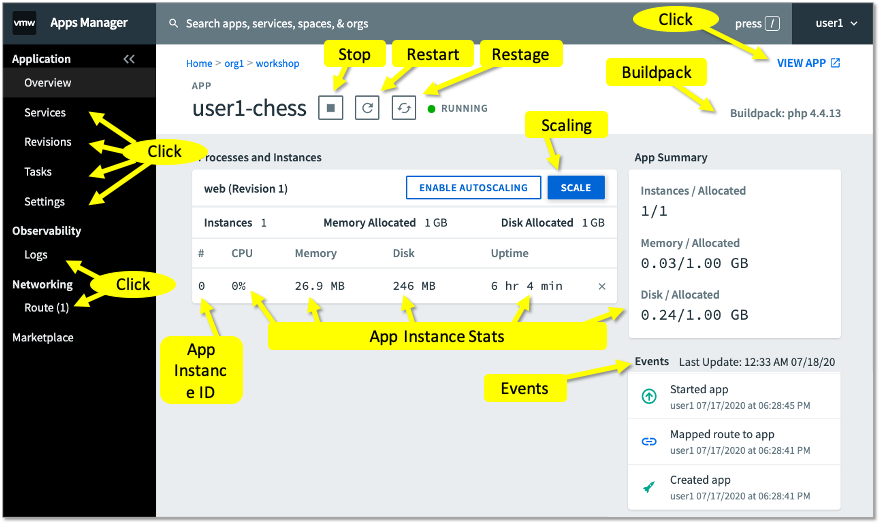 vmw Apps Manager
Search apps, services, spaces, & orgs
press /
user1
Click
Application
Overview
Services
Revisions
Tasks
Settings
Click
Observability
Logs
Networking
Click
Route (1)
Marketplace
Home > org1 > workshop
Stop
Restart
Restage
VIEW APP
Buildpack
APP
user1-chess
RUNNING
Buildpack: php 4.4.13
Scaling
Processes and Instances
web (Revision 1)
ENABLE AUTOSCALING
SCALE
Instances 1 Memory Allocated 1 GB Disk Allocated 1 GB
# CPU Memory Disk Uptime
0 0% 26.9 MB 246 MB 6 hr 4 min ×
App Instance Stats
App
Instanc
e ID
App Summary
Instances / Allocated
1/1
Memory / Allocated
0.03/1.00 GB
Disk / Allocated
0.24/1.00 GB
Events
Events Last Update: 12:33 AM 07/18/20
Started app
user1 07/17/2020 at 06:28:45 PM
Mapped route to app
user1 07/17/2020 at 06:28:41 PM
Created app
user1 07/17/2020 at 06:28:41 PM